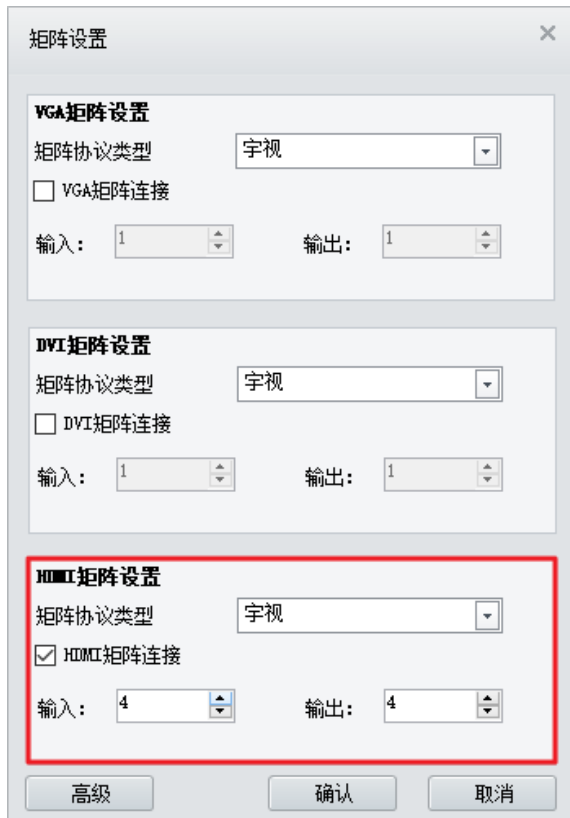 矩阵设置
VGA矩阵设置
矩阵协议类型 宇视
VGA矩阵连接
输入: 1 输出: 1
DVI矩阵设置
矩阵协议类型 宇视
DVI矩阵连接
输入: 1 输出: 1
HDMI矩阵设置
矩阵协议类型 宇视
HDMI矩阵连接
输入: 4 输出: 4
高级 确认 取消